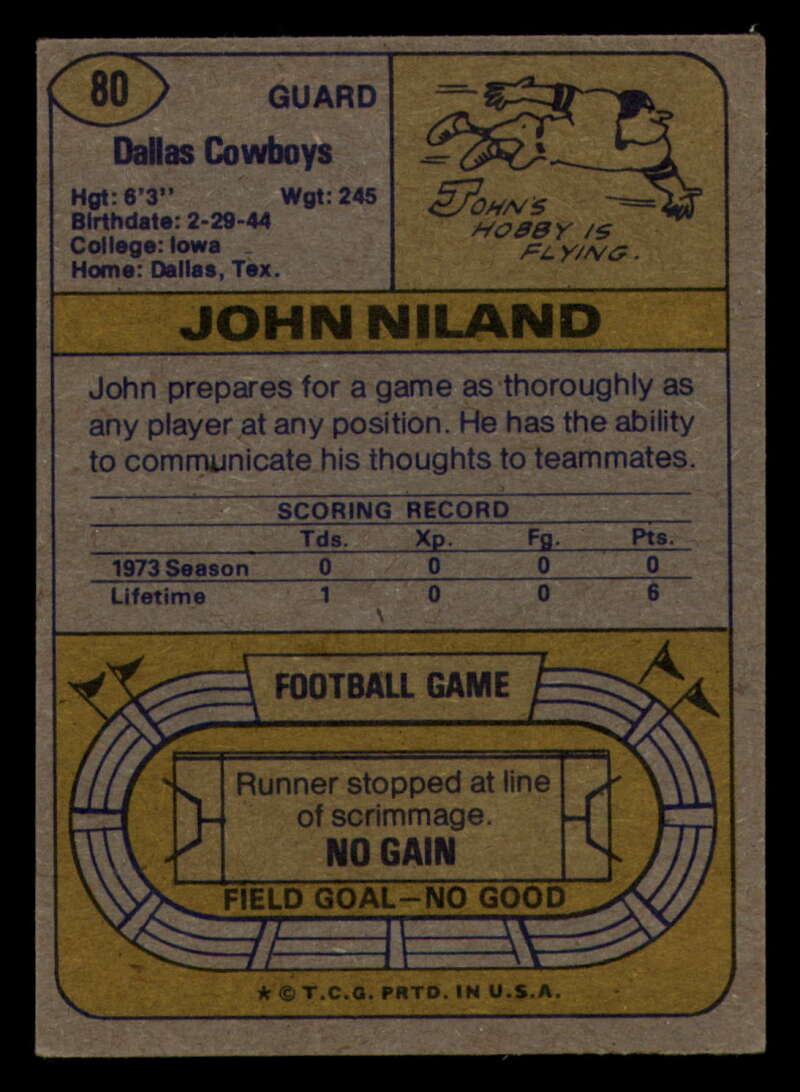 80
GUARD
Dallas Cowboys
Hgt: 6'3'' Wgt: 245
Birthdate: 2-29-44
College: Iowa
Home: Dallas, Tex.
JOHN'S
HOBBY IS
FLYING.
JOHN NILAND
John prepares for a game as thoroughly as
any player at any position. He has the ability
to communicate his thoughts to teammates.
SCORING RECORD
Tds. Xp. Fg. Pts.
1973 Season 0 0 0 0
Lifetime 1 0 0 6
FOOTBALL GAME
Runner stopped at line
of scrimmage.
NO GAIN
FIELD GOAL—NO GOOD
★ © T.C.G. PRTD. IN U.S.A.